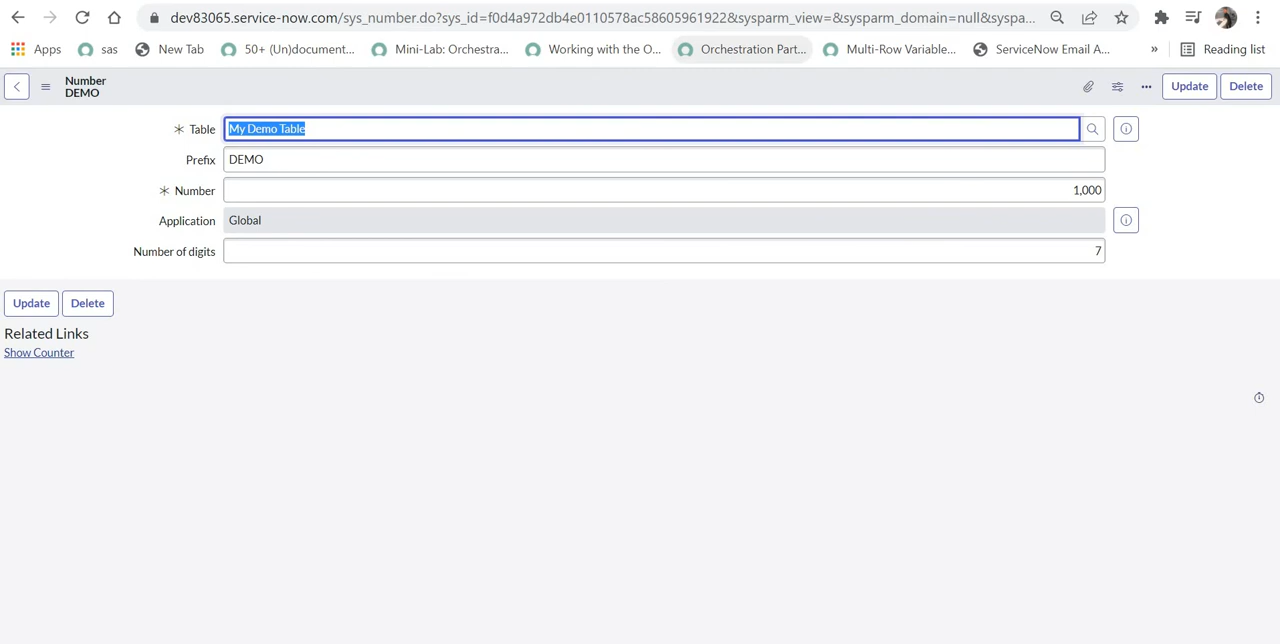 dev83065.service-now.com/sys_number.do?sys_id=f0d4a972db4e0110578ac58605961922&sysparm_view=&sysparm_domain=null&syspa...
Apps sas New Tab 50+ (Un)document... Mini-Lab: Orchestra... Working with the O... Orchestration Part... Multi-Row Variable... ServiceNow Email A... » Reading list
Number
DEMO
Update Delete
Table My Demo Table
Prefix DEMO
Number 1,000
Application Global
Number of digits 7
Update Delete
Related Links
Show Counter